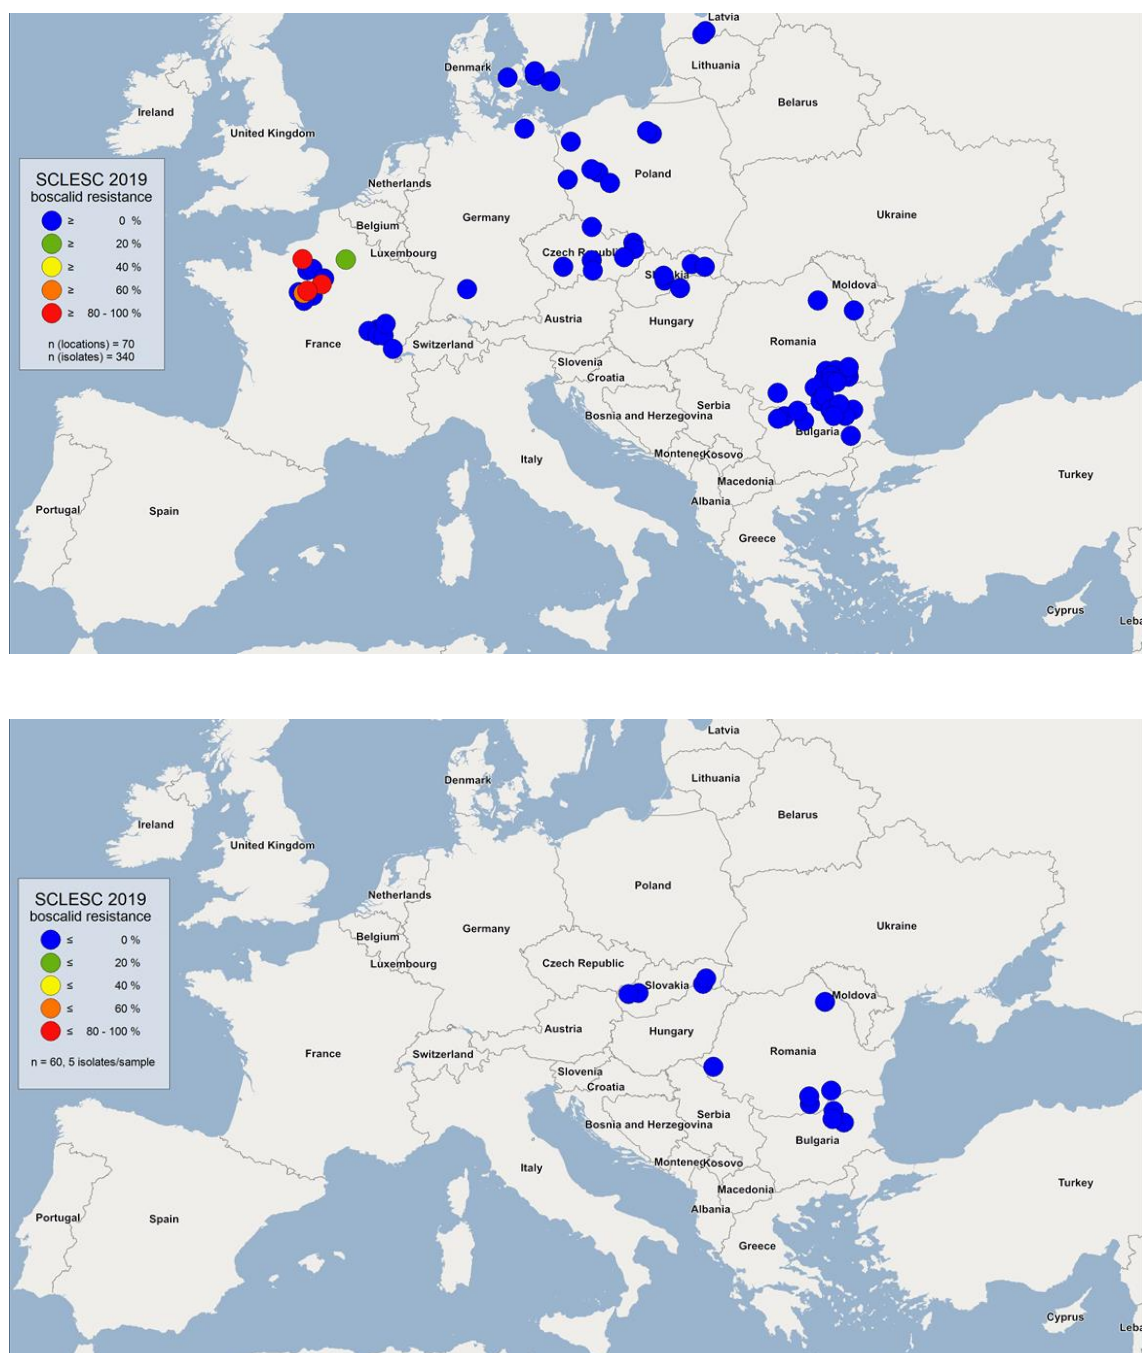 Latvia
Denmark
Lithuania
Belarus
Ireland
United Kingdom
Poland
Netherlands
Germany
Belgium
Ukraine
Luxembourg
Czech Republic
Slovakia
Moldova
Austria
Hungary
France
Switzerland
Romania
Slovenia
Croatia
Serbia
Bosnia and Herzegovina
Bulgaria
Italy
Kosovo
Macedonia
Turkey
Albania
Portugal
Spain
Greece
Cyprus
SCLESC 2019
boscalid resistance
≥ 0 %
≥ 20 %
≥ 40 %
≥ 60 %
≥ 80 - 100 %
n (locations) = 70
n (isolates) = 340
Latvia
Denmark
Lithuania
Belarus
Ireland
United Kingdom
Poland
Netherlands
Germany
Belgium
Ukraine
Luxembourg
Czech Republic
Slovakia
Moldova
Austria
Hungary
France
Switzerland
Romania
Slovenia
Croatia
Serbia
Bosnia and Herzegovina
Bulgaria
Italy
Kosovo
Macedonia
Turkey
Albania
Portugal
Spain
Greece
Cyprus
SCLESC 2019
boscalid resistance
≤ 0 %
≤ 20 %
≤ 40 %
≤ 60 %
≤ 80 - 100 %
n = 60, 5 isolates/sample